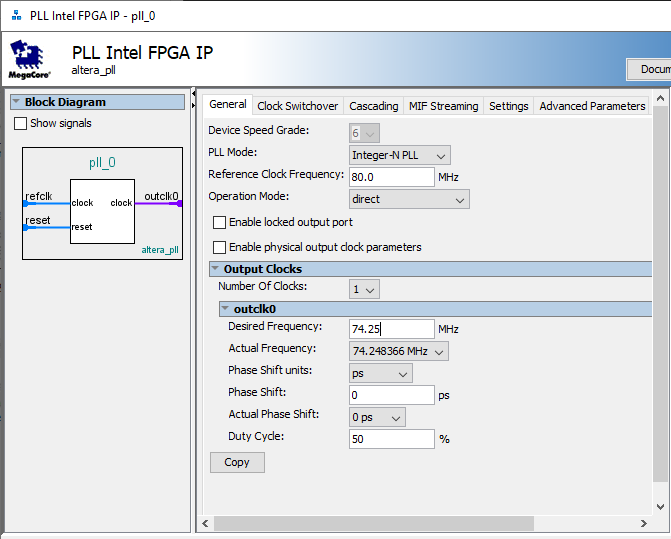 PLL Intel FPGA IP - pll_0
MegaCore®
PLL Intel FPGA IP
altera_pll
Docum
Block Diagram
Show signals
pll_0
refclk
clock
clock
outclk0
reset
reset
altera_pll
General
Clock Switchover
Cascading
MIF Streaming
Settings
Advanced Parameters
Device Speed Grade: 6
PLL Mode: Integer-N PLL
Reference Clock Frequency: 80.0 MHz
Operation Mode: direct
Enable locked output port
Enable physical output clock parameters
Output Clocks
Number Of Clocks: 1
outclk0
Desired Frequency: 74.25 MHz
Actual Frequency: 74.248366 MHz
Phase Shift units: ps
Phase Shift: 0 ps
Actual Phase Shift: 0 ps
Duty Cycle: 50 %
Copy